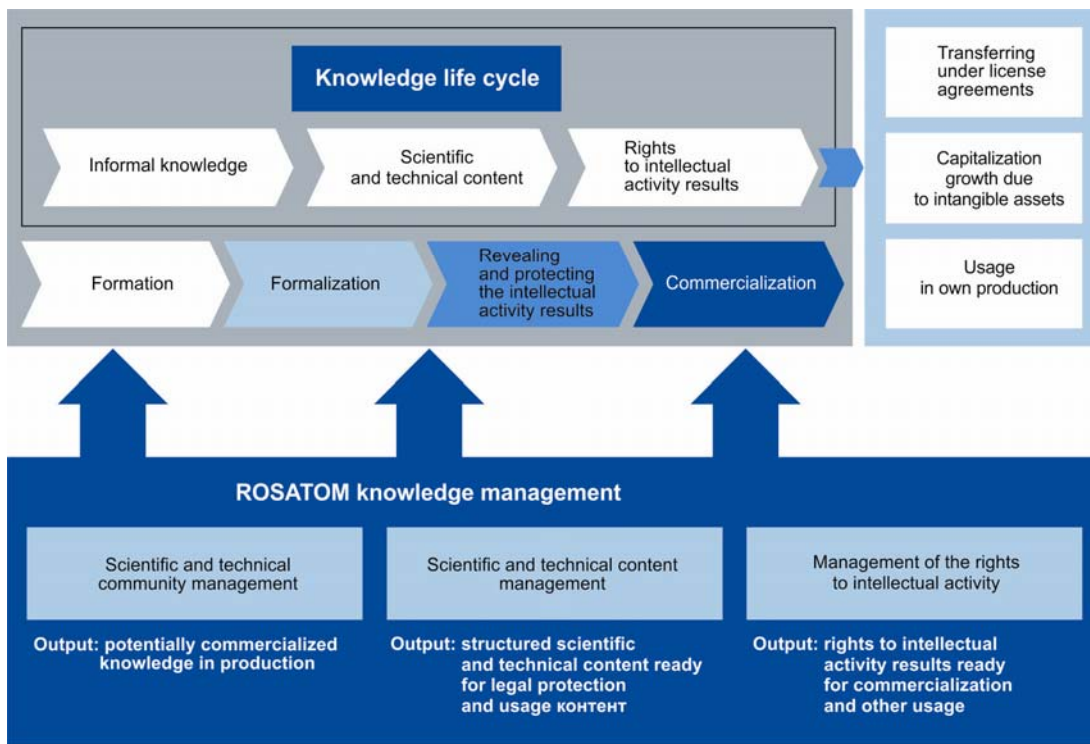 Knowledge life cycle
Informal knowledge
Scientific
and technical content
Rights
to intellectual
activity results
Formation
Formalization
Revealing
and protecting
the intellectual
activity results
Commercialization
Transferring
under license
agreements
Capitalization
growth due
to intangible assets
Usage
in own production
ROSATOM knowledge management
Scientific and technical
community management
Output: potentially commercialized
knowledge in production
Scientific and technical content
management
Output: structured scientific
and technical content ready
for legal protection
and usage контент
Management of the rights
to intellectual activity
Output: rights to intellectual
activity results ready
for commercialization
and other usage